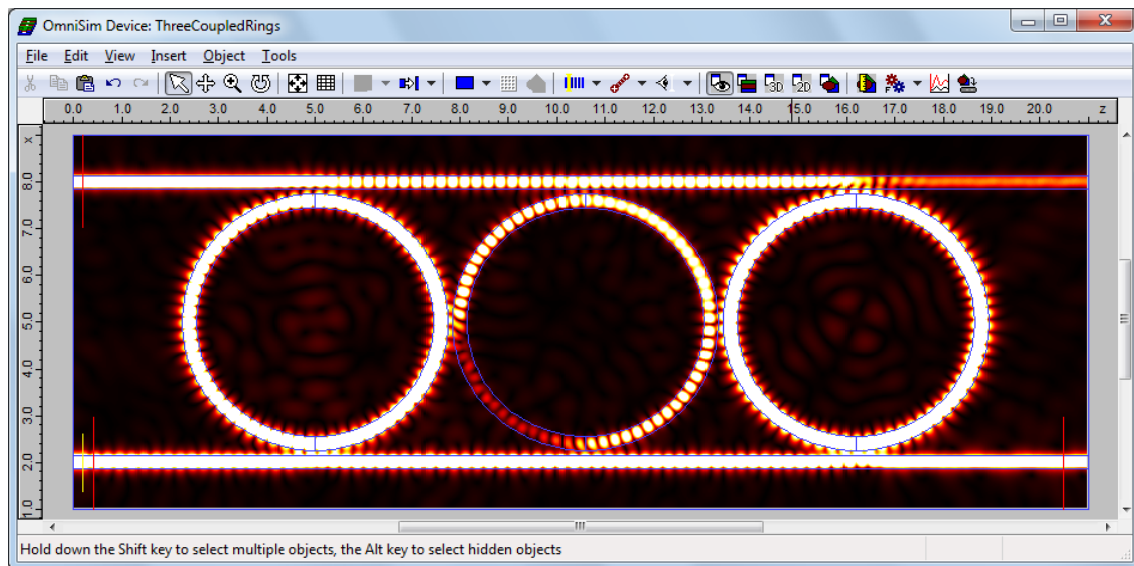 OmniSim Device: ThreeCoupledRings
File Edit View Insert Object Tools
3D 2D
0.0 1.0 2.0 3.0 4.0 5.0 6.0 7.0 8.0 9.0 10.0 11.0 12.0 13.0 14.0 15.0 16.0 17.0 18.0 19.0 20.0 z
x
8.0
7.0
6.0
5.0
4.0
3.0
2.0
1.0
Hold down the Shift key to select multiple objects, the Alt key to select hidden objects